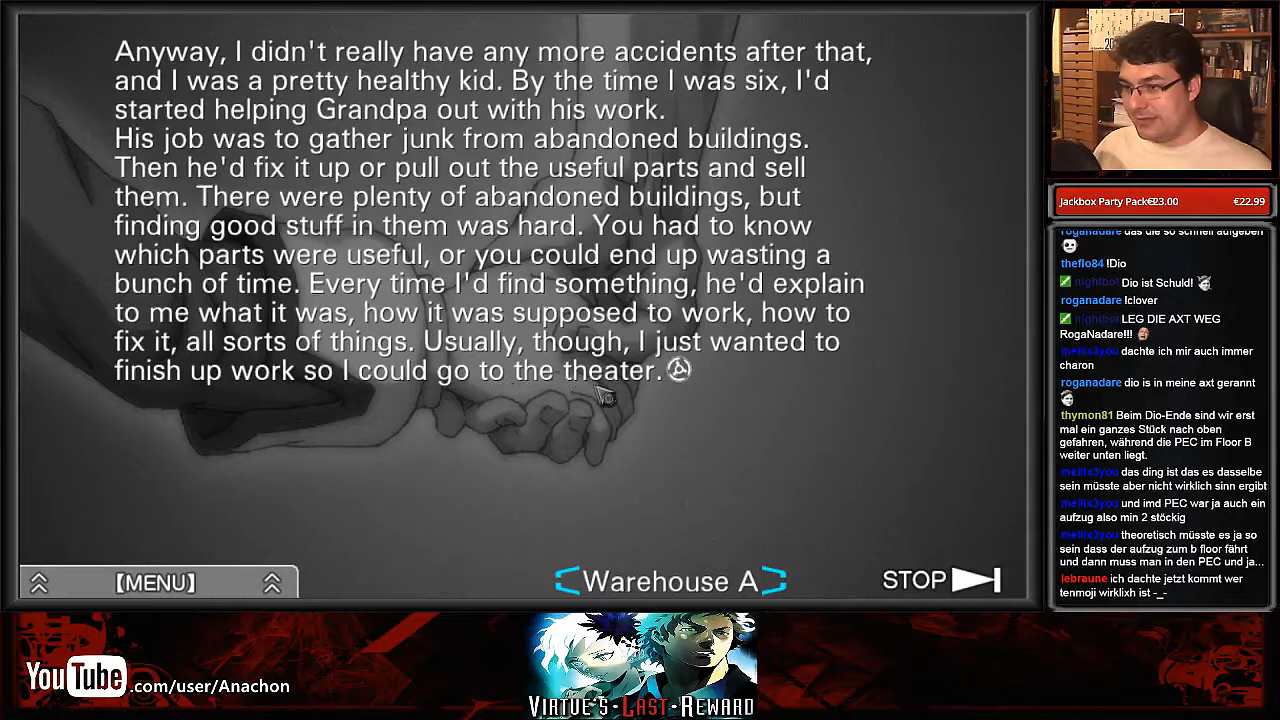 Anyway, I didn't really have any more accidents after that,
and I was a pretty healthy kid. By the time I was six, I'd
started helping Grandpa out with his work.
His job was to gather junk from abandoned buildings.
Then he'd fix it up or pull out the useful parts and sell
them. There were plenty of abandoned buildings, but
finding good stuff in them was hard. You had to know
which parts were useful, or you could end up wasting a
bunch of time. Every time I'd find something, he'd explain
to me what it was, how it was supposed to work, how to
fix it, all sorts of things. Usually, though, I just wanted to
finish up work so I could go to the theater.
【MENU】
Warehouse A
STOP
Jackbox Party Pack €23.00 €22.99
roganadare das die so schnell aufgeben
theflo84 !Dio
nightbot Dio ist Schuld!
roganadare !clover
nightbot LEG DIE AXT WEG
RogaNadare!!!
mellix3you dachte ich mir auch immer
charon
roganadare dio is in meine axt gerannt
thymon81 Beim Dio-Ende sind wir erst
mal ein ganzes Stück nach oben
gefahren, während die PEC im Floor B
weiter unten liegt.
mellix3you das ding ist das es dasselbe
sein müsste aber nicht wirklich sinn ergibt
mellix3you und imd PEC war ja auch ein
aufzug also min 2 stöckig
mellix3you theoretisch müsste es ja so
sein dass der aufzug zum b floor fährt
und dann muss man in den PEC und ja...
lebraune ich dachte jetzt kommt wer
tenmoji wirklixh ist -_-
YouTube.com/user/Anachon
VIRTUE'S LAST REWARD